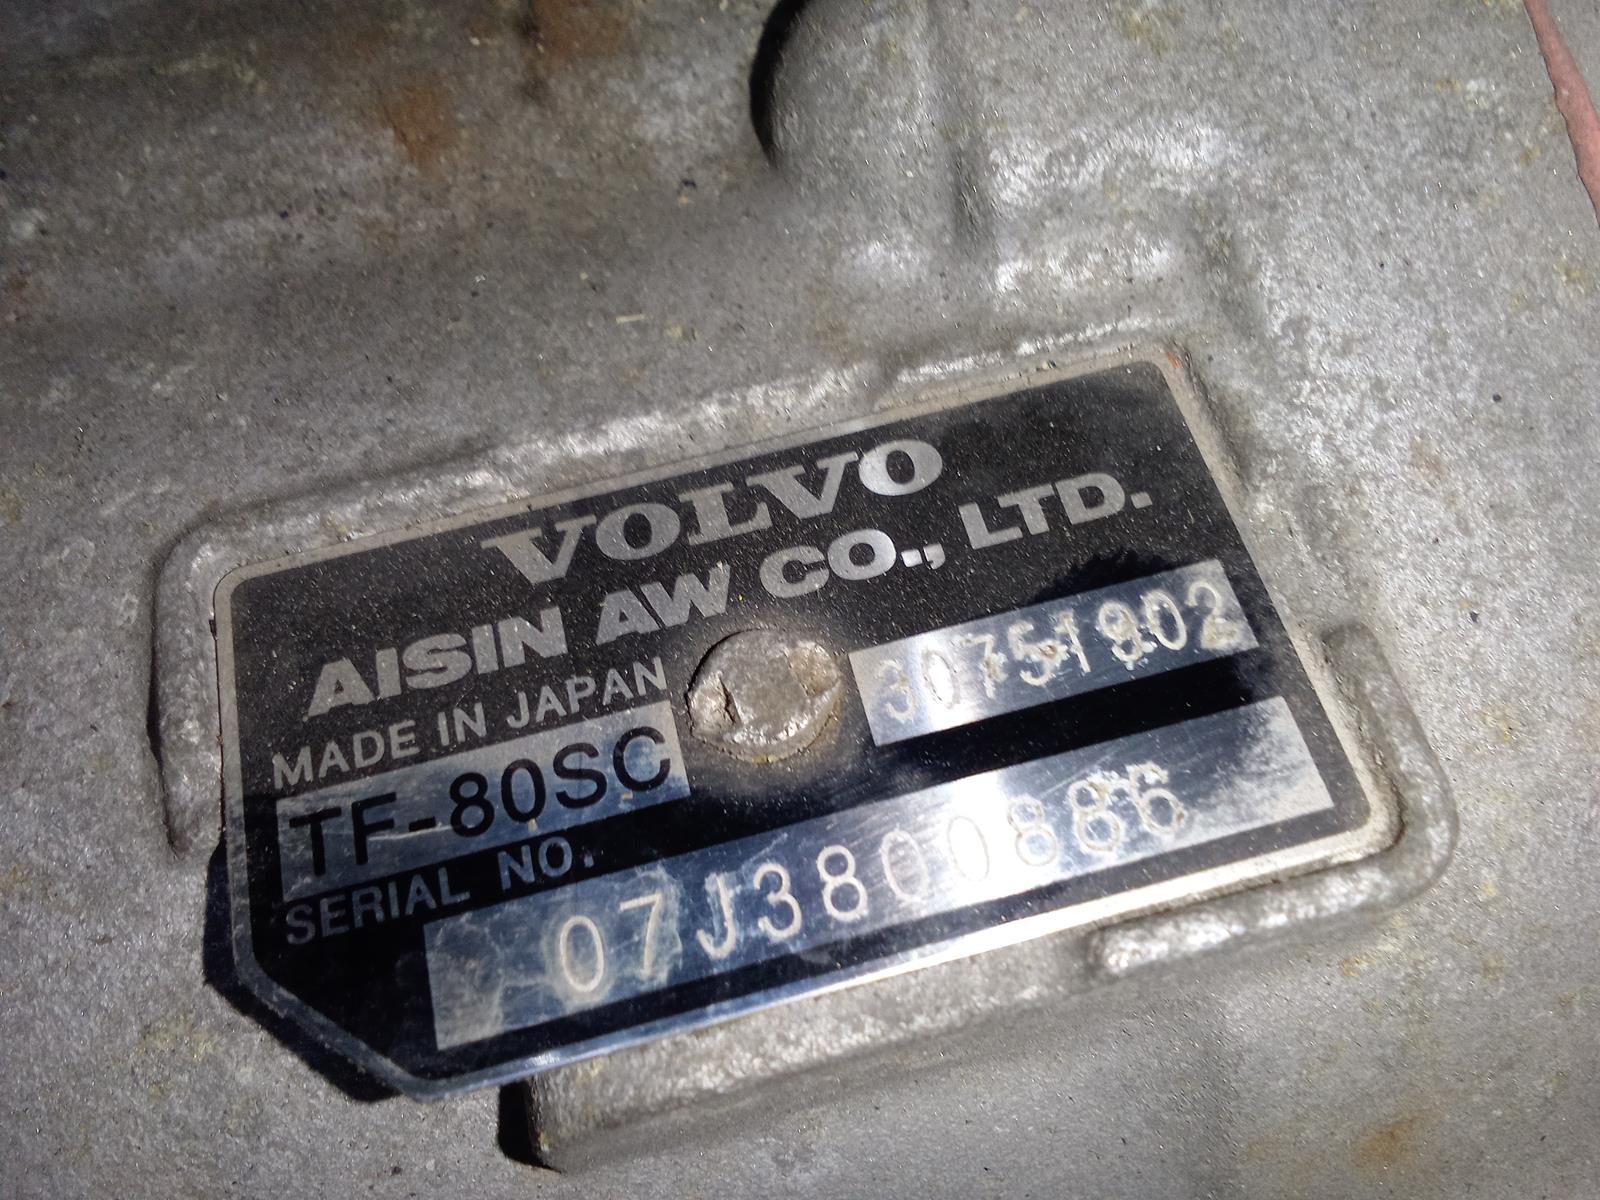 VOLVO
AISIN AW CO., LTD.
MADE IN JAPAN
TF-80SC
30751902
SERIAL NO.
07J3800886